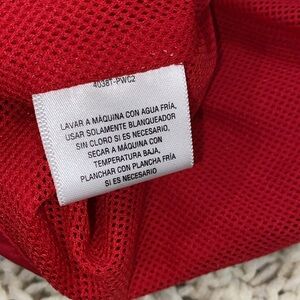 40381-PWC2
LAVAR A MÁQUINA CON AGUA FRÍA,
USAR SOLAMENTE BLANQUEADOR
SIN CLORO SI ES NECESARIO,
SECAR A MÁQUINA CON
TEMPERATURA BAJA,
PLANCHAR CON PLANCHA FRÍA
SI ES NECESARIO